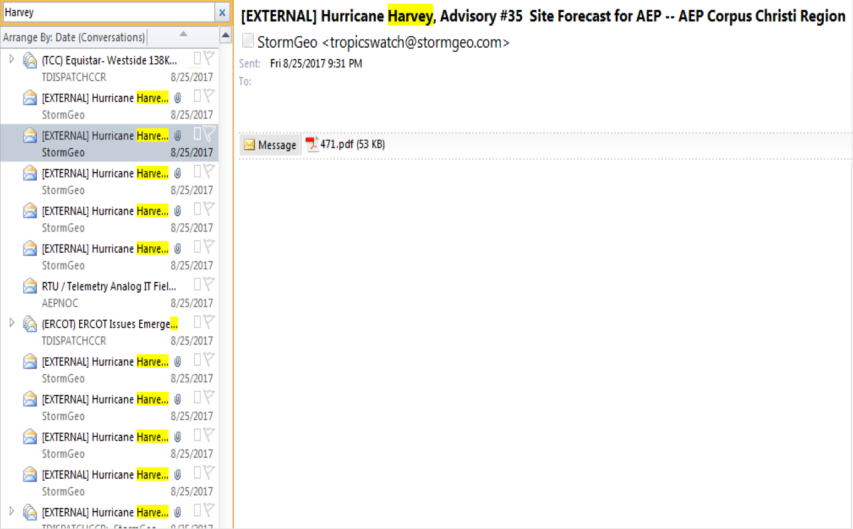 Harvey x
Arrange By: Date (Conversations)
(TCC) Equistar- Westside 138K...
TDISPATCHCCR 8/25/2017
[EXTERNAL] Hurricane Harve...
StormGeo 8/25/2017
[EXTERNAL] Hurricane Harve...
StormGeo 8/25/2017
[EXTERNAL] Hurricane Harve...
StormGeo 8/25/2017
[EXTERNAL] Hurricane Harve...
StormGeo 8/25/2017
[EXTERNAL] Hurricane Harve...
StormGeo 8/25/2017
RTU / Telemetry Analog IT Fiel...
AEPNOC 8/25/2017
(ERCOT) ERCOT Issues Emerge...
TDISPATCHCCR 8/25/2017
[EXTERNAL] Hurricane Harve...
StormGeo 8/25/2017
[EXTERNAL] Hurricane Harve...
StormGeo 8/25/2017
[EXTERNAL] Hurricane Harve...
StormGeo 8/25/2017
[EXTERNAL] Hurricane Harve...
StormGeo 8/25/2017
[EXTERNAL] Hurricane Harve...
TDISPATCHCCR; StormGeo 8/25/2017
[EXTERNAL] Hurricane Harvey, Advisory #35 Site Forecast for AEP -- AEP Corpus Christi Region
StormGeo <tropicswatch@stormgeo.com>
Sent: Fri 8/25/2017 9:31 PM
To:
Message 471.pdf (53 KB)